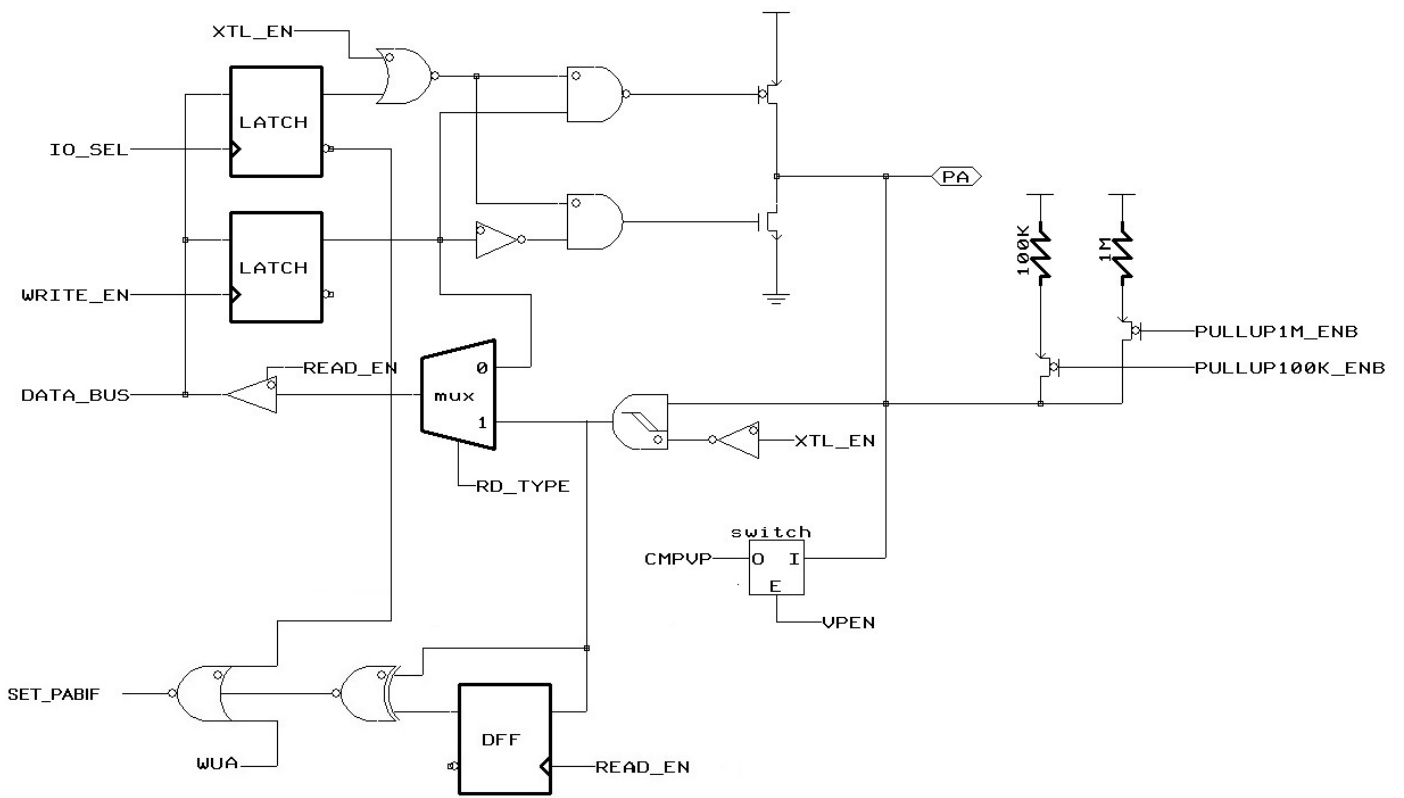 XTL_EN
LATCH
IO_SEL
PA
LATCH
WRITE_EN
100K
1M
PULLUP1M_ENB
READ_EN
0
PULLUP100K_ENB
DATA_BUS
mux
1
XTL_EN
RD_TYPE
switch
CMPVP
O I
E
VPEN
SET_PABIF
DFF
WUA
READ_EN